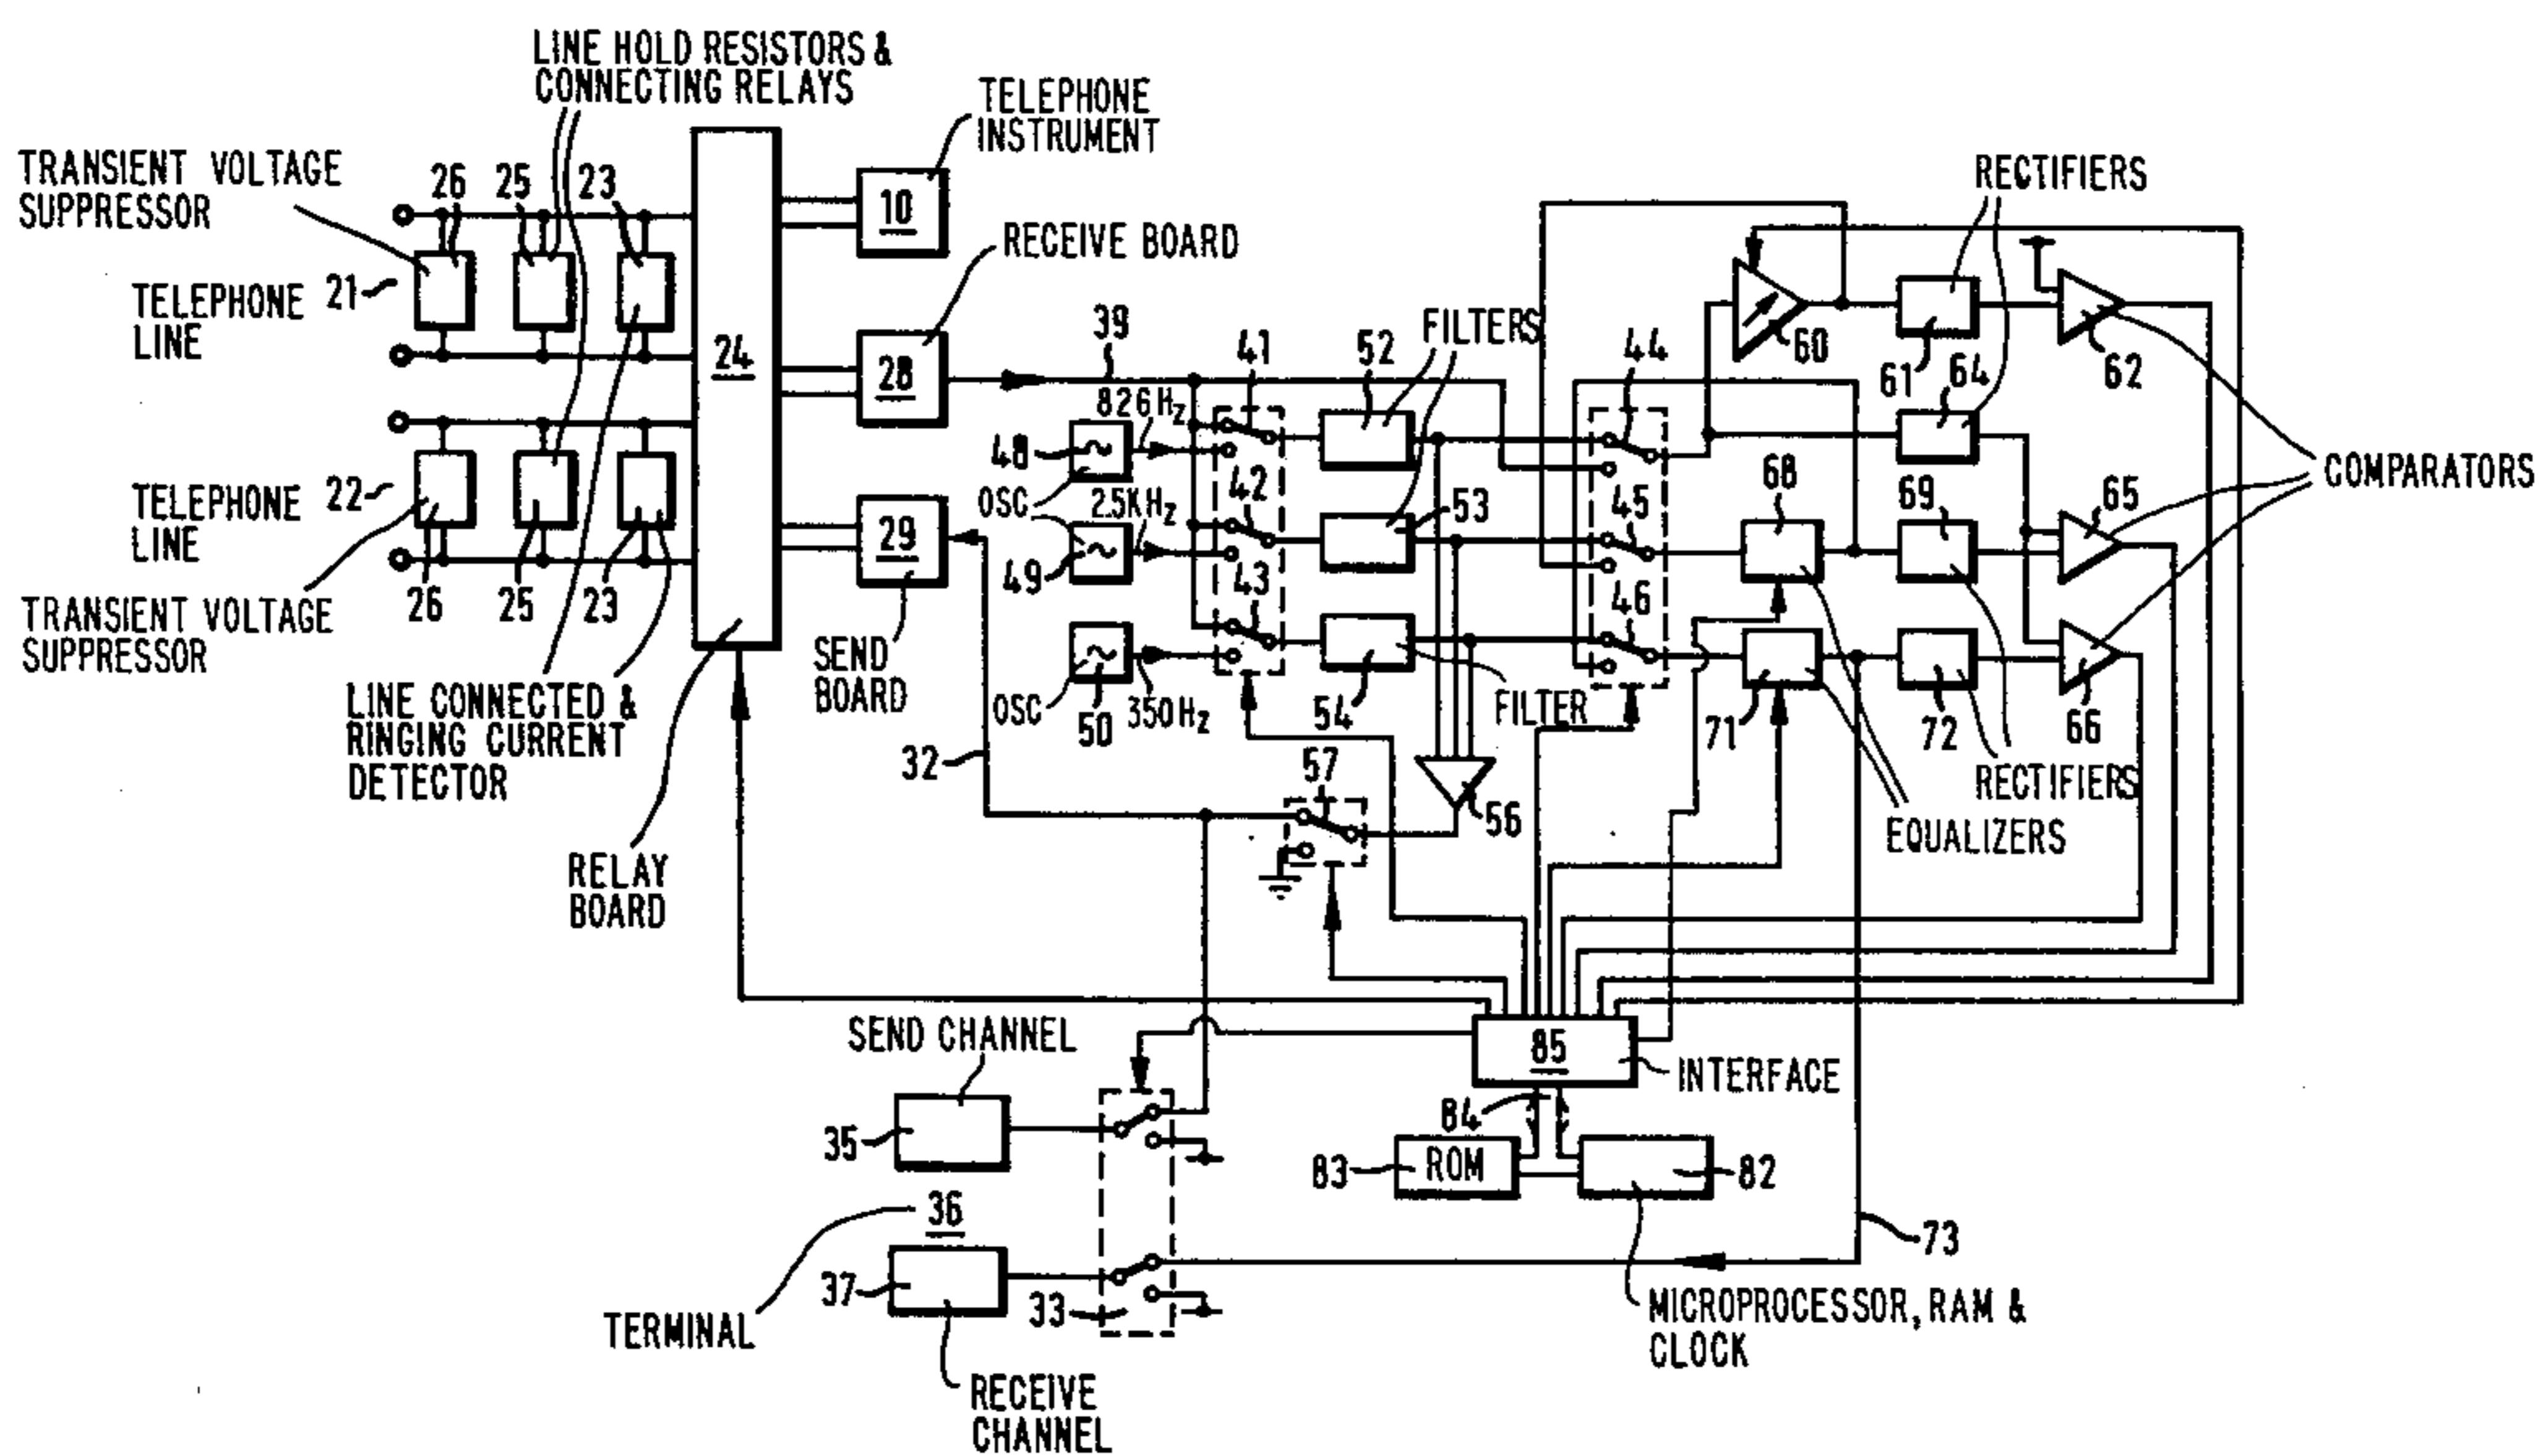 LINE HOLD RESISTORS &
CONNECTING RELAYS
TELEPHONE
INSTRUMENT
TRANSIENT VOLTAGE
SUPPRESSOR
26
25
23
10
RECEIVE BOARD
RECTIFIERS
TELEPHONE
LINE
21
24
28
39
41
52
FILTERS
44
60
61
62
64
826 Hz
48
OSC
42
53
45
68
69
65
COMPARATORS
TELEPHONE
LINE
22
29
2.5KHz
49
43
46
26
25
23
TRANSIENT VOLTAGE
SUPPRESSOR
SEND
BOARD
OSC
50
350Hz
54
FILTER
71
72
66
LINE CONNECTED &
RINGING CURRENT
DETECTOR
32
57
56
RECTIFIERS
EQUALIZERS
RELAY
BOARD
SEND CHANNEL
85
INTERFACE
35
84
83
ROM
82
36
73
37
33
TERMINAL
MICROPROCESSOR, RAM &
CLOCK
RECEIVE
CHANNEL